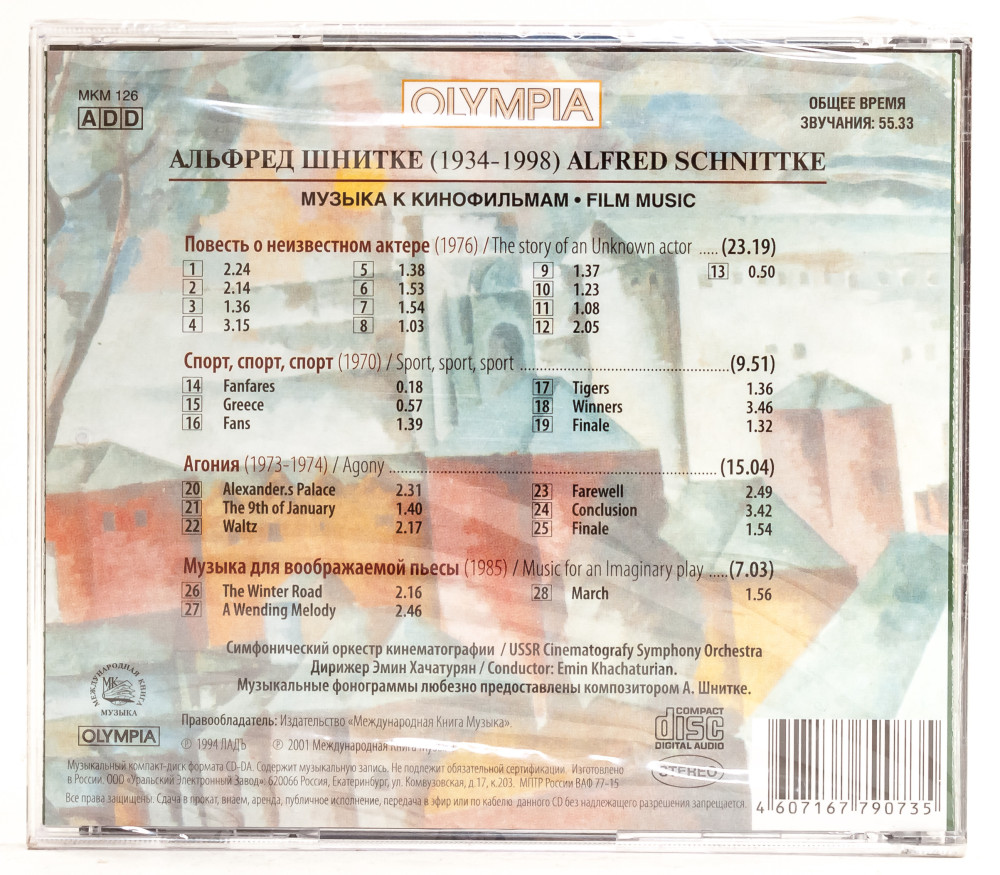 МКМ 126
ADD
OLYMPIA
ОБЩЕЕ ВРЕМЯ
ЗВУЧАНИЯ: 55.33
АЛЬФРЕД ШНИТКЕ (1934-1998) ALFRED SCHNITTKE
МУЗЫКА К КИНОФИЛЬМАМ • FILM MUSIC
Повесть о неизвестном актере (1976) / The story of an Unknown actor ..... (23.19)
1 2.24 5 1.38 9 1.37 13 0.50
2 2.14 6 1.53 10 1.23
3 1.36 7 1.54 11 1.08
4 3.15 8 1.03 12 2.05
Спорт, спорт, спорт (1970) / Sport, sport, sport ..... (9.51)
14 Fanfares 0.18 17 Tigers 1.36
15 Greece 0.57 18 Winners 3.46
16 Fans 1.39 19 Finale 1.32
Агония (1973-1974) / Agony ..... (15.04)
20 Alexander.s Palace 2.31 23 Farewell 2.49
21 The 9th of January 1.40 24 Conclusion 3.42
22 Waltz 2.17 25 Finale 1.54
Музыка для воображаемой пьесы (1985) / Music for an Imaginary play ..... (7.03)
26 The Winter Road 2.16 28 March 1.56
27 A Wending Melody 2.46
Симфонический оркестр кинематографии / USSR Cinematografy Symphony Orchestra
Дирижер Эмин Хачатурян / Conductor: Emin Khachaturian.
Музыкальные фонограммы любезно предоставлены композитором А. Шнитке.
МЕЖДУНАРОДНАЯ КНИГА
МК
МУЗЫКА
OLYMPIA
Правообладатель: Издательство «Международная Книга Музыка».
℗ 1994 ЛАДЪ ℗ 2001 Международная Книга
COMPACT
disc
DIGITAL AUDIO
STEREO
Музыкальный компакт-диск формата CD-DA. Содержит музыкальную запись. Не подлежит обязательной сертификации. Изготовлено
в России. ООО «Уральский Электронный Завод»: 620066 Россия, Екатеринбург, ул. Комвузовская, д.17, к.203. МПТР России ВАФ 77-15
Все права защищены. Сдача в прокат, внаем, аренда, публичное исполнение, передача в эфир или по кабелю данного CD без надлежащего разрешения запрещается.
4 607167 790735